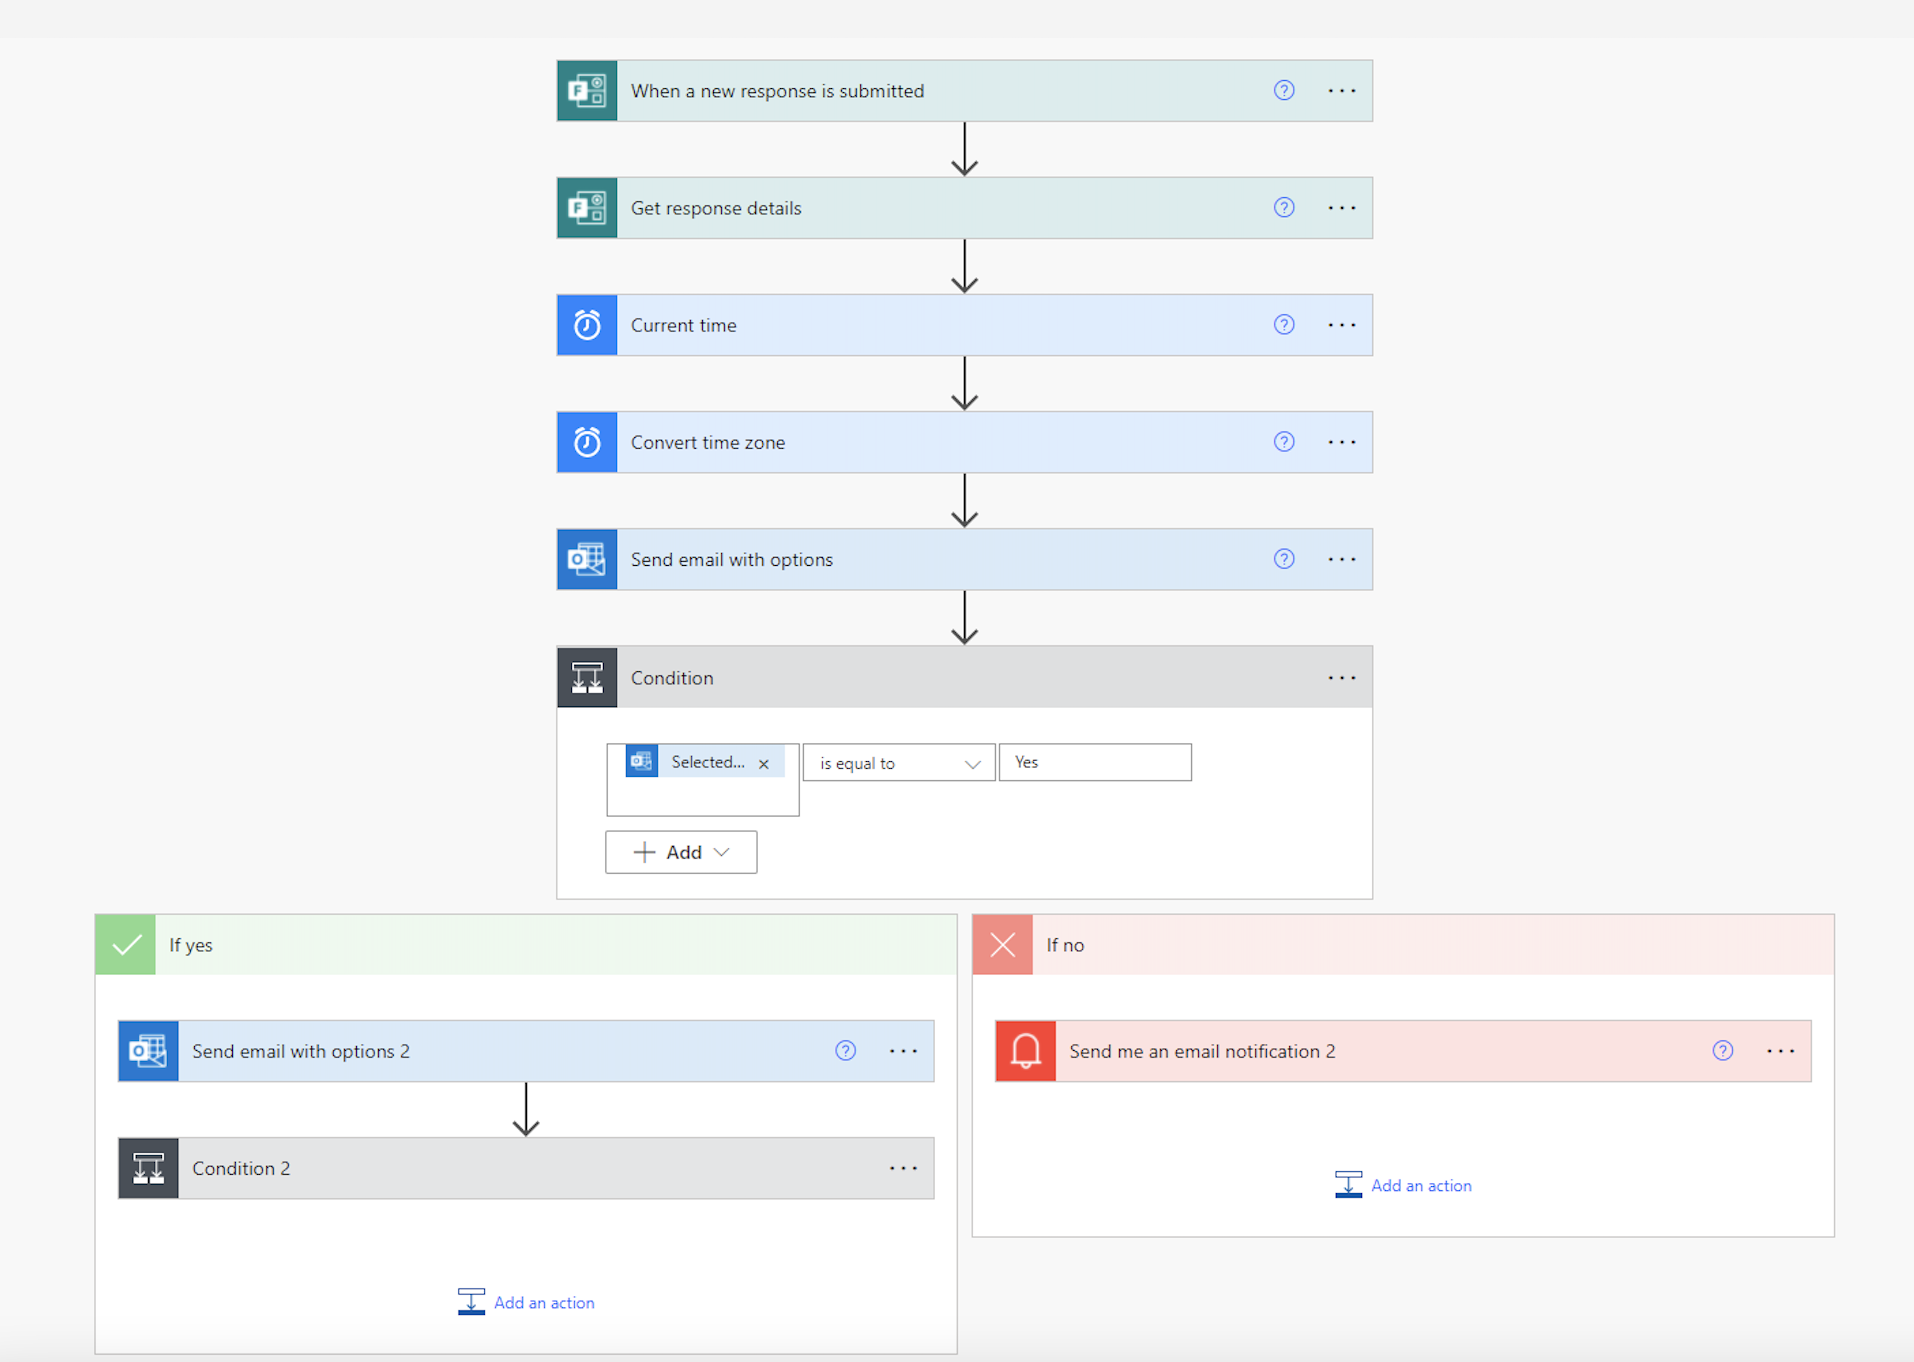 When a new response is submitted
Get response details
Current time
Convert time zone
Send email with options
Condition
Selected... is equal to Yes
Add
If yes
If no
Send email with options 2
Send me an email notification 2
Condition 2
Add an action
Add an action